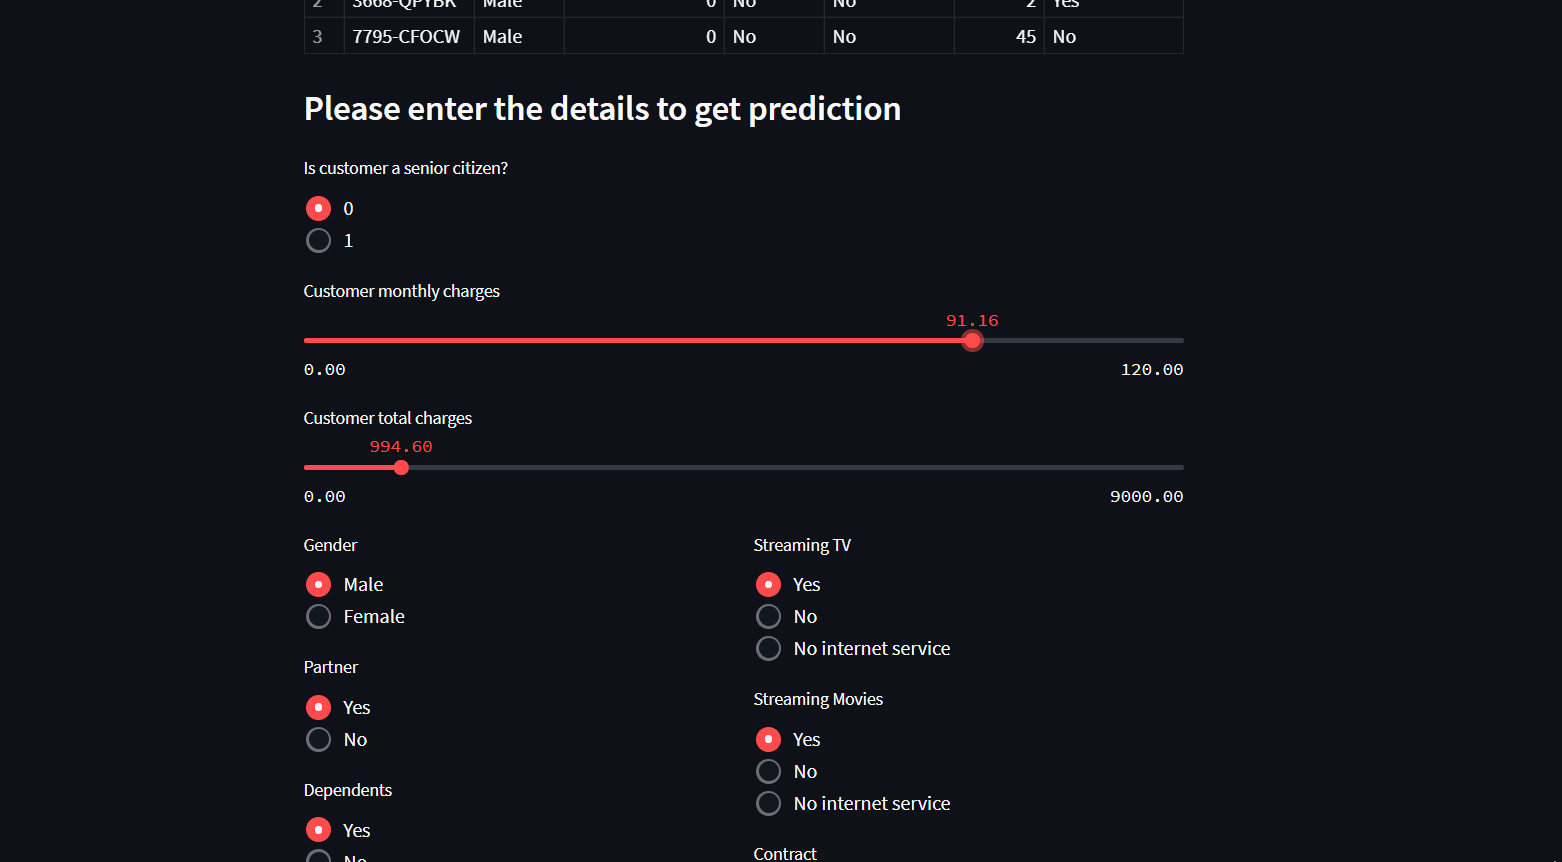 2 3668-QPYBK Male 0 No No 2 Yes
3 7795-CFOCW Male 0 No No 45 No
Please enter the details to get prediction
Is customer a senior citizen?
0
1
Customer monthly charges
91.16
0.00 120.00
Customer total charges
994.60
0.00 9000.00
Gender
Male
Female
Partner
Yes
No
Dependents
Yes
No
Streaming TV
Yes
No
No internet service
Streaming Movies
Yes
No
No internet service
Contract